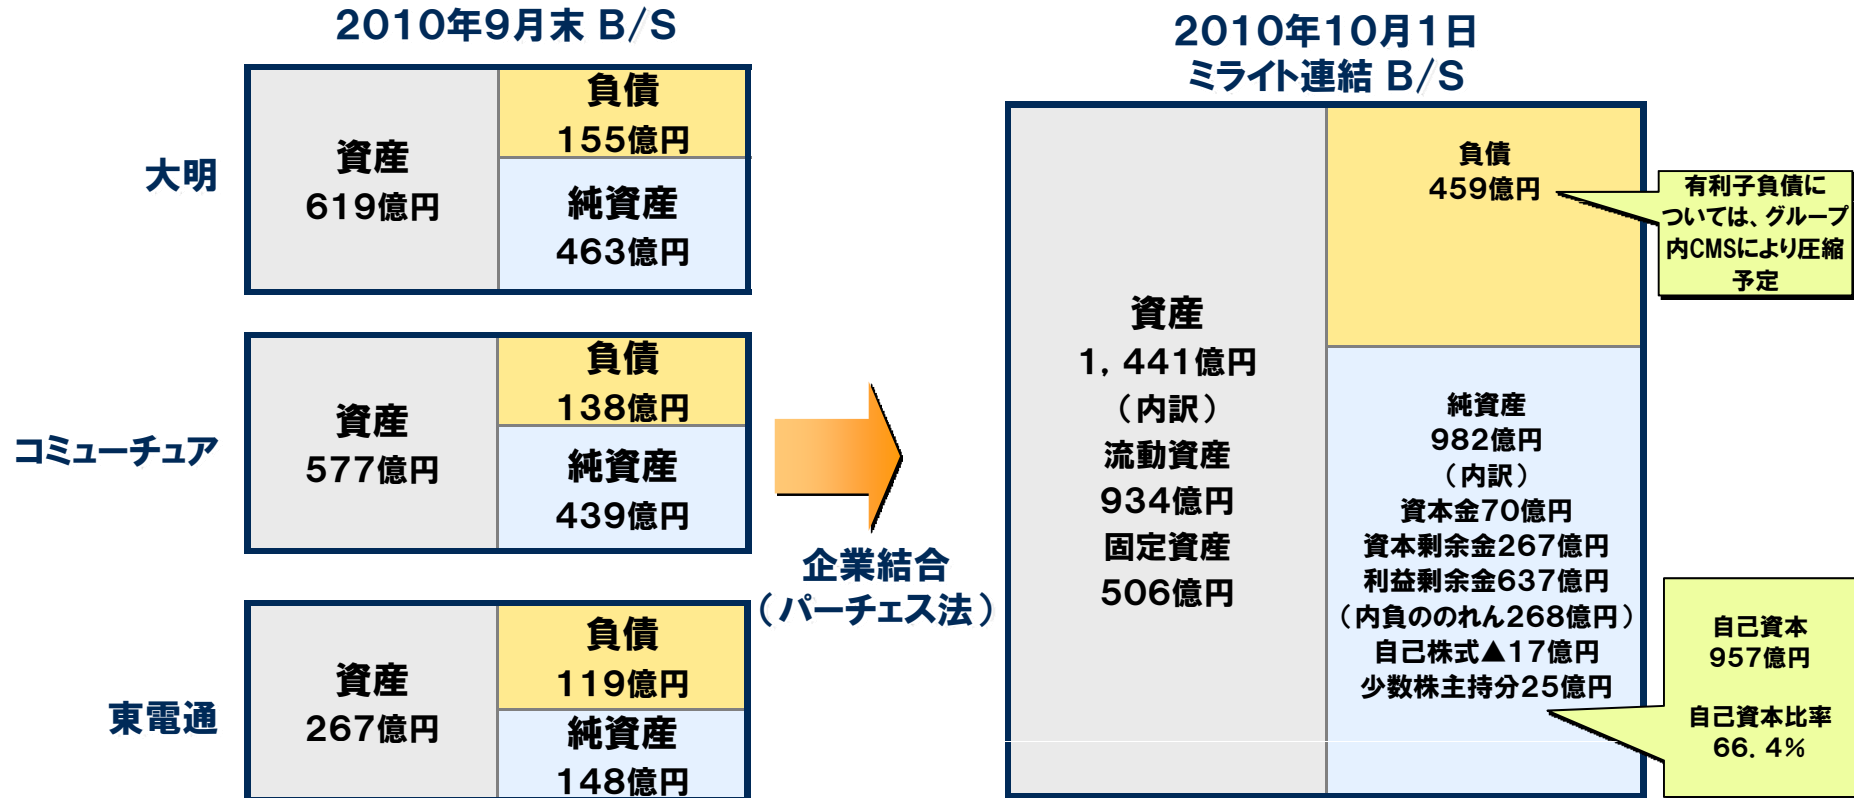 2010年9月末 B/S
大明
資産
619億円
負債
155億円
純資産
463億円
コミューチュア
資産
577億円
負債
138億円
純資産
439億円
東電通
資産
267億円
負債
119億円
純資産
148億円
企業結合
（パーチェス法）
2010年10月1日
ミライト連結 B/S
資産
1，441億円
（内訳）
流動資産
934億円
固定資産
506億円
負債
459億円
純資産
982億円
（内訳）
資本金70億円
資本剰余金267億円
利益剰余金637億円
（内負ののれん268億円）
自己株式▲17億円
少数株主持分25億円
有利子負債に
ついては、グループ
内CMSにより圧縮
予定
自己資本
957億円
自己資本比率
66．4%